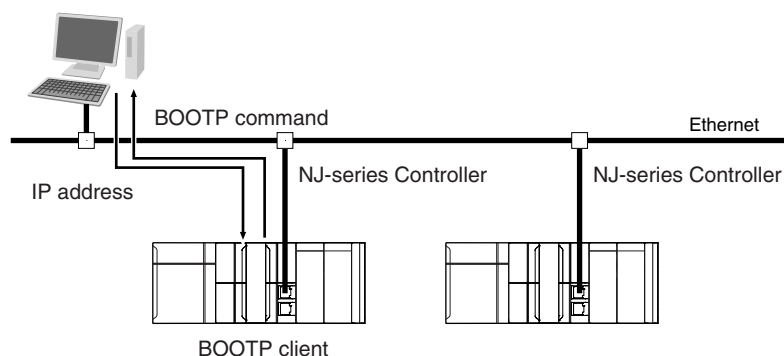 BOOTP command
Ethernet
IP address
NJ-series Controller
NJ-series Controller
BOOTP client